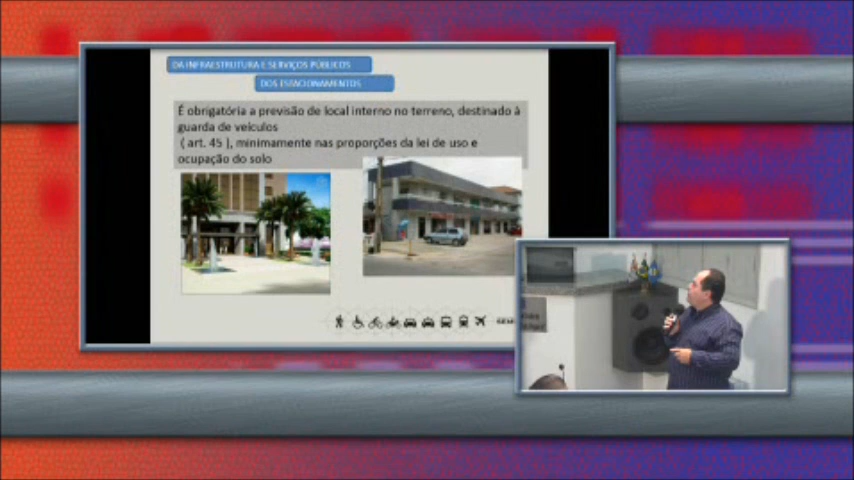 DA INFRAESTRUTURA E SERVIÇOS PÚBLICOS
DOS ESTACIONAMENTOS
É obrigatória a previsão de local interno no terreno, destinado à
guarda de veículos
( art. 45 ), minimamente nas proporções da lei de uso e
ocupação do solo